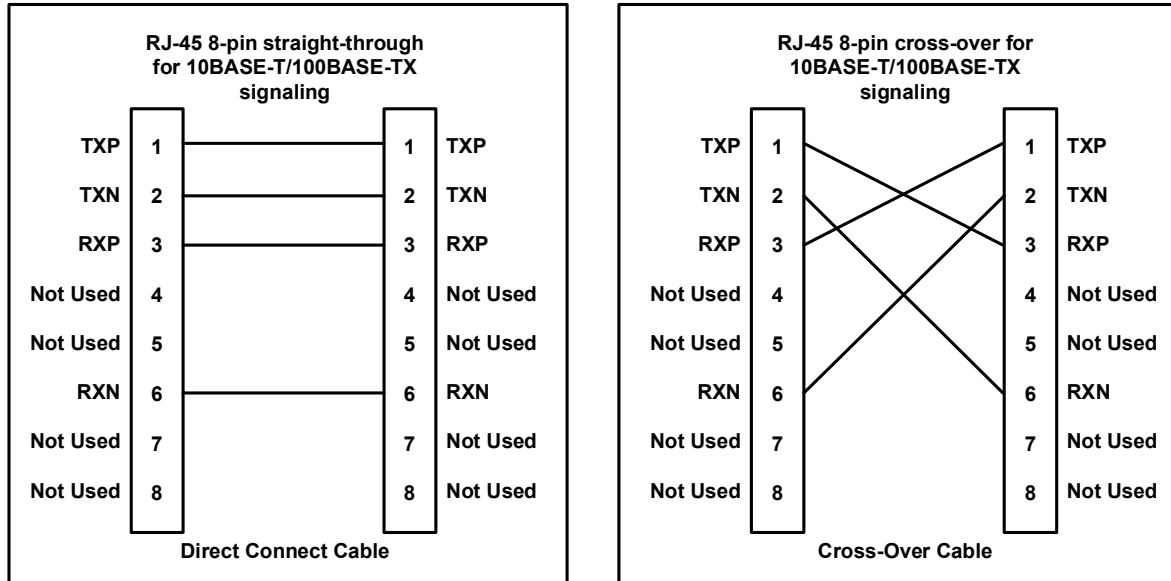 RJ-45 8-pin straight-through
for 10BASE-T/100BASE-TX
signaling
TXP 1 1 TXP
TXN 2 2 TXN
RXP 3 3 RXP
Not Used 4 4 Not Used
Not Used 5 5 Not Used
RXN 6 6 RXN
Not Used 7 7 Not Used
Not Used 8 8 Not Used
Direct Connect Cable
RJ-45 8-pin cross-over for
10BASE-T/100BASE-TX
signaling
TXP 1 1 TXP
TXN 2 2 TXN
RXP 3 3 RXP
Not Used 4 4 Not Used
Not Used 5 5 Not Used
RXN 6 6 RXN
Not Used 7 7 Not Used
Not Used 8 8 Not Used
Cross-Over Cable